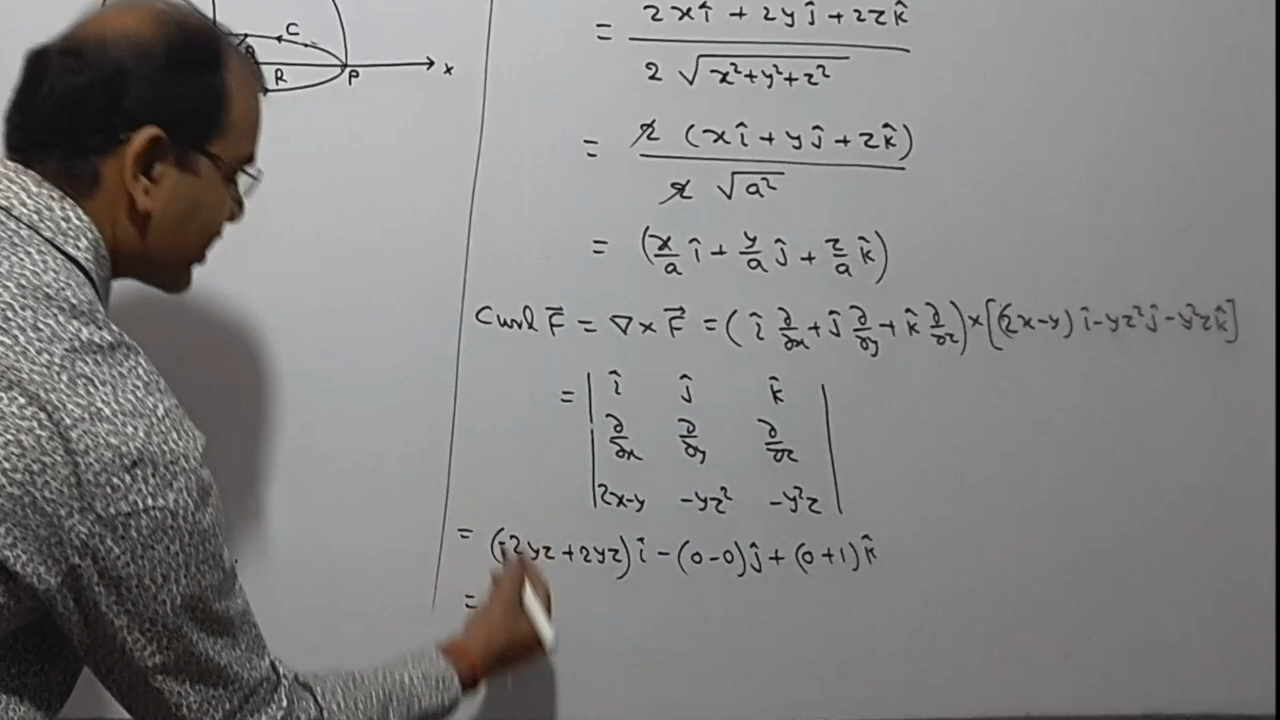 C
R
P
x
= 2xî + 2yĵ + 2zk̂ / 2 √x²+y²+z²
= 2 (xî + yĵ + zk̂) / 2 √a²
= (x/a î + y/a ĵ + z/a k̂)
Curl F⃗ = ∇ × F⃗ = (î ∂/∂x + ĵ ∂/∂y + k̂ ∂/∂z) × [(2x-y) î - yz² ĵ - y²z k̂]
= | î ĵ k̂
∂/∂x ∂/∂y ∂/∂z
2x-y -yz² -y²z |
= (-2yz + 2yz) î - (0-0) ĵ + (0+1) k̂
=